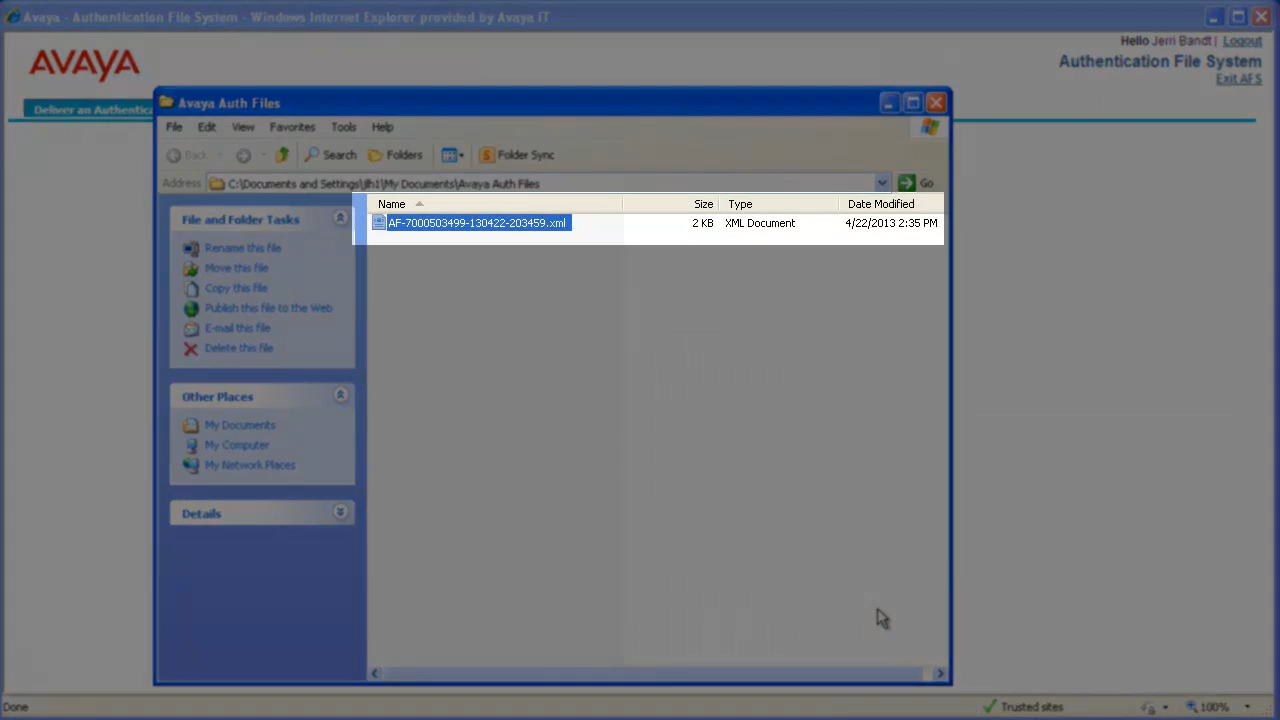 Avaya - Authentication File System - Windows Internet Explorer provided by Avaya IT
Hello Jerri Bandt | Logout
AVAYA
Authentication File System
Exit AFS
Deliver an Authentica
Avaya Auth Files
File Edit View Favorites Tools Help
Back Search Folders Folder Sync
Address C:\Documents and Settings\jlh1\My Documents\Avaya Auth Files Go
Name Size Type Date Modified
AF-7000503499-130422-203459.xml 2 KB XML Document 4/22/2013 2:35 PM
File and Folder Tasks
Rename this file
Move this file
Copy this file
Publish this file to the Web
E-mail this file
Delete this file
Other Places
My Documents
My Computer
My Network Places
Details
Done Trusted sites 100%